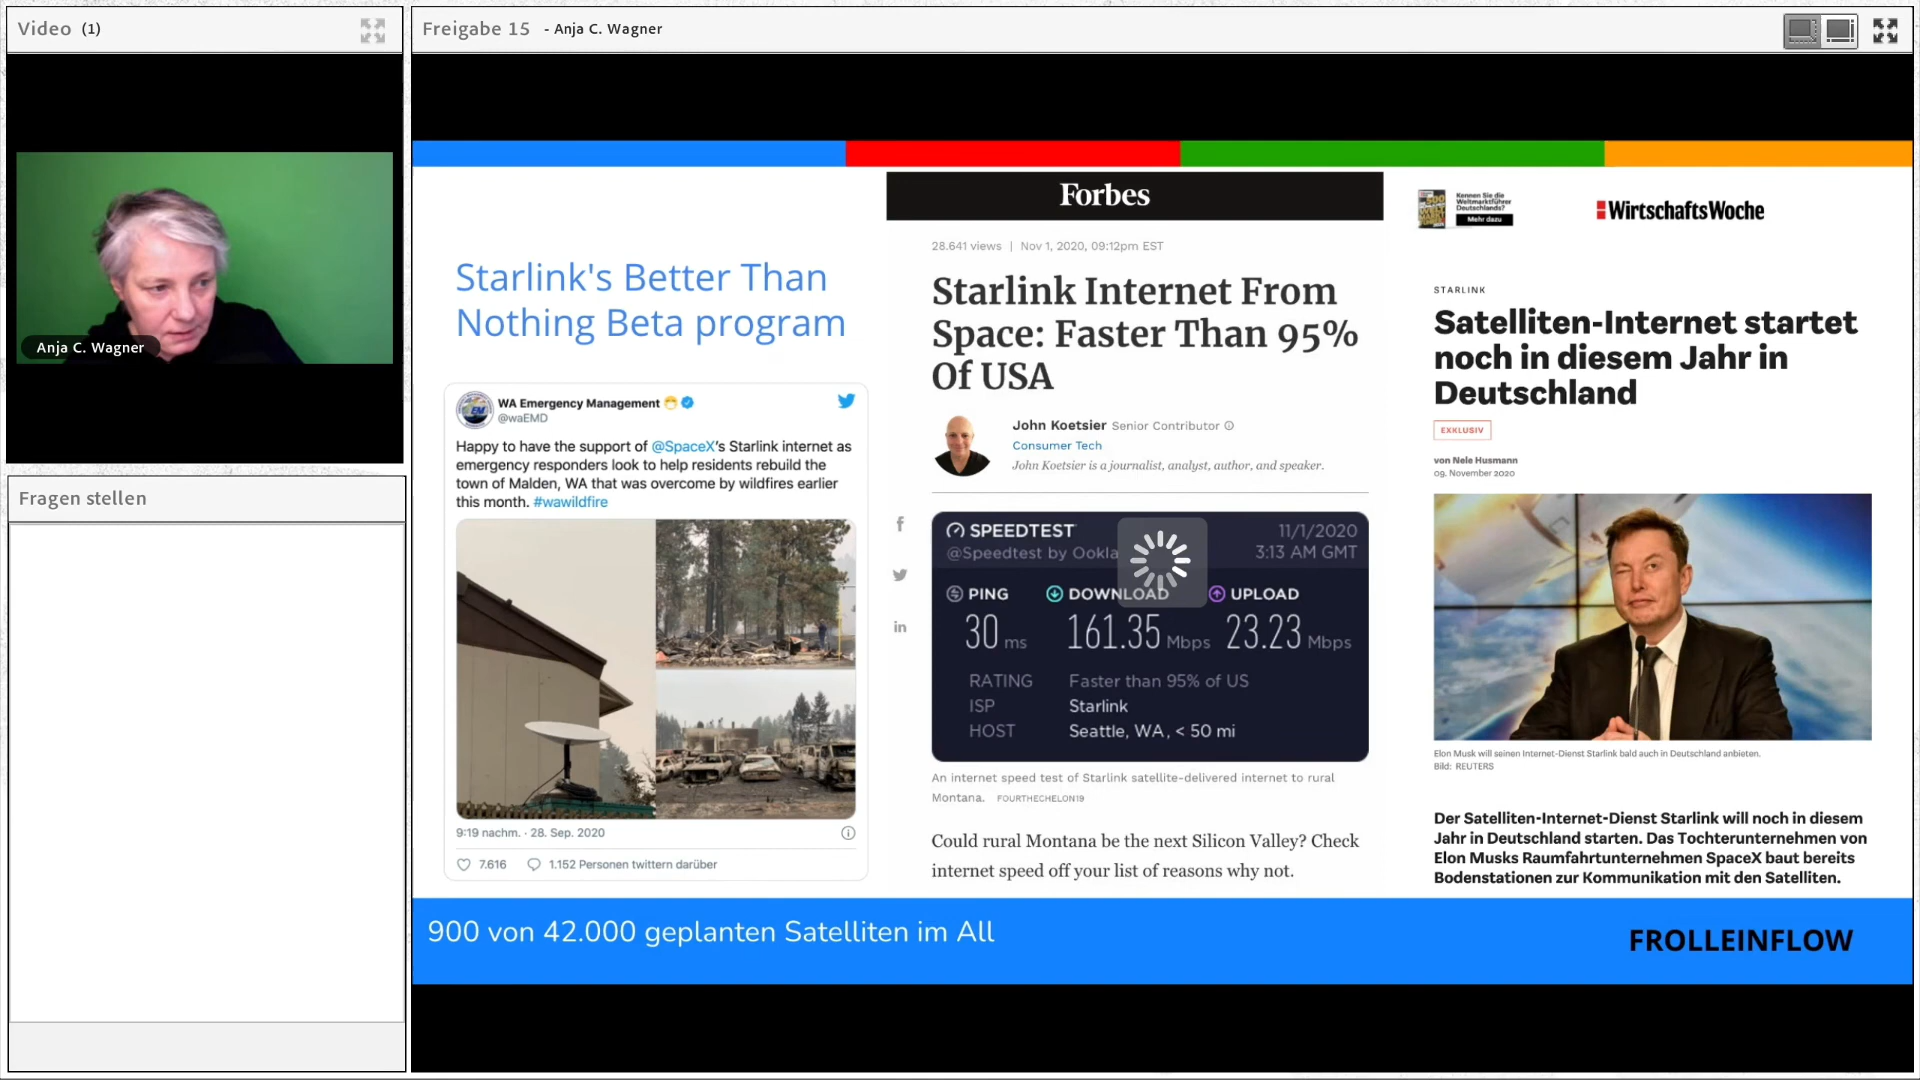 Video (1)
Anja C. Wagner
Fragen stellen
Freigabe 15 - Anja C. Wagner
Starlink's Better Than
Nothing Beta program
WA Emergency Management
@waEMD
Happy to have the support of @SpaceX's Starlink internet as
emergency responders look to help residents rebuild the
town of Malden, WA that was overcome by wildfires earlier
this month. #wawildfire
9:19 nachm. · 28. Sep. 2020
7.616 1.152 Personen twittern darüber
Forbes
28.641 views | Nov 1, 2020, 09:12pm EST
Starlink Internet From
Space: Faster Than 95%
Of USA
John Koetsier Senior Contributor
Consumer Tech
John Koetsier is a journalist, analyst, author, and speaker.
SPEEDTEST 11/1/2020
@Speedtest by Ookla 3:13 AM GMT
PING DOWNLOAD UPLOAD
30 ms 161.35 Mbps 23.23 Mbps
RATING Faster than 95% of US
ISP Starlink
HOST Seattle, WA, < 50 mi
An internet speed test of Starlink satellite-delivered internet to rural
Montana. FOURTHECHELON19
Could rural Montana be the next Silicon Valley? Check
internet speed off your list of reasons why not.
Kennen Sie die
Weltmarktführer
Deutschlands?
Mehr dazu
WirtschaftsWoche
STARLINK
Satelliten-Internet startet
noch in diesem Jahr in
Deutschland
EXKLUSIV
von Nele Husmann
09. November 2020
Elon Musk will seinen Internet-Dienst Starlink bald auch in Deutschland anbieten.
Bild: REUTERS
Der Satelliten-Internet-Dienst Starlink will noch in diesem
Jahr in Deutschland starten. Das Tochterunternehmen von
Elon Musks Raumfahrtunternehmen SpaceX baut bereits
Bodenstationen zur Kommunikation mit den Satelliten.
900 von 42.000 geplanten Satelliten im All
FROLLEINFLOW